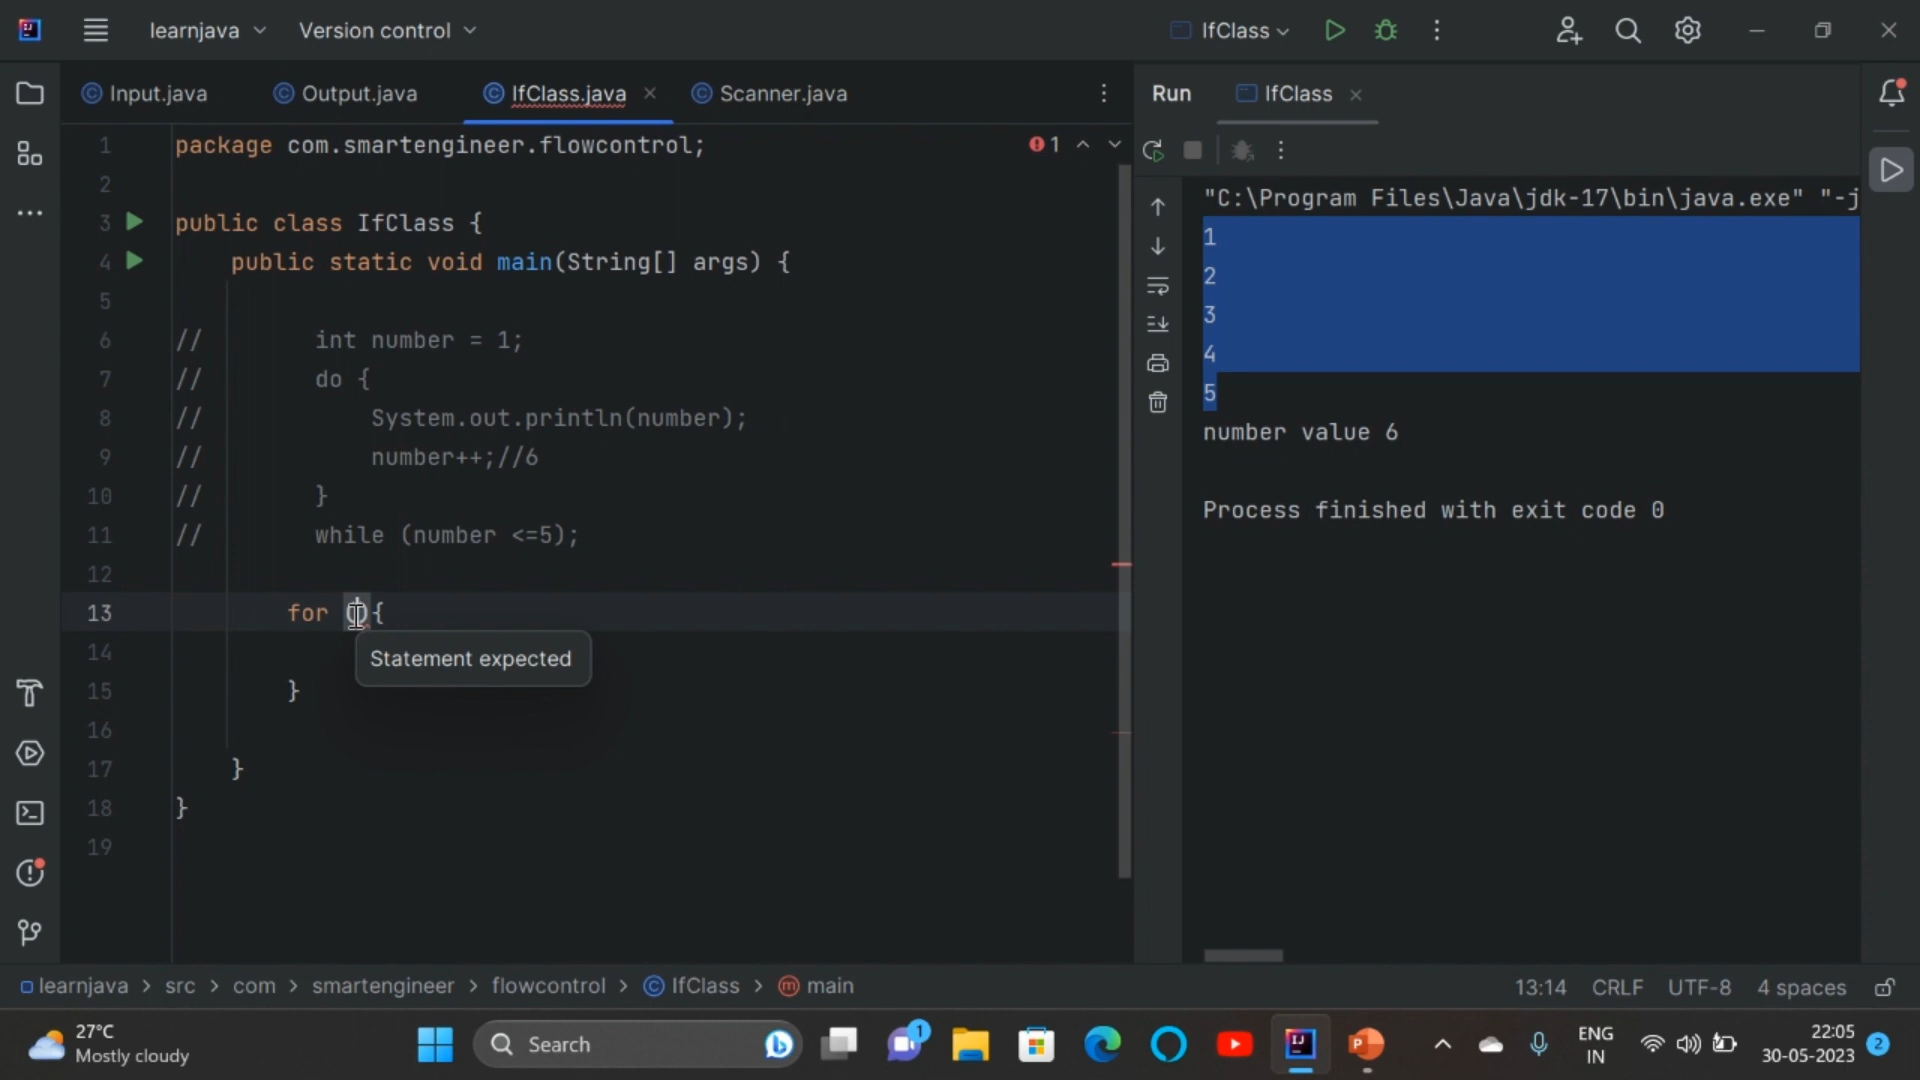 learnjava
Version control
IfClass
Input.java
Output.java
IfClass.java
Scanner.java
Run
IfClass
1 package com.smartengineer.flowcontrol;
1
2
3 public class IfClass {
4 public static void main(String[] args) {
5
6 // int number = 1;
7 // do {
8 // System.out.println(number);
9 // number++;//6
10 // }
11 // while (number <=5);
12
13 for (){
Statement expected
14
15 }
16
17 }
18 }
19
"C:\Program Files\Java\jdk-17\bin\java.exe" "-j
1
2
3
4
5
number value 6
Process finished with exit code 0
learnjava > src > com > smartengineer > flowcontrol > IfClass > main
13:14 CRLF UTF-8 4 spaces
27°C
Mostly cloudy
Search
1
ENG
IN
22:05
30-05-2023
2